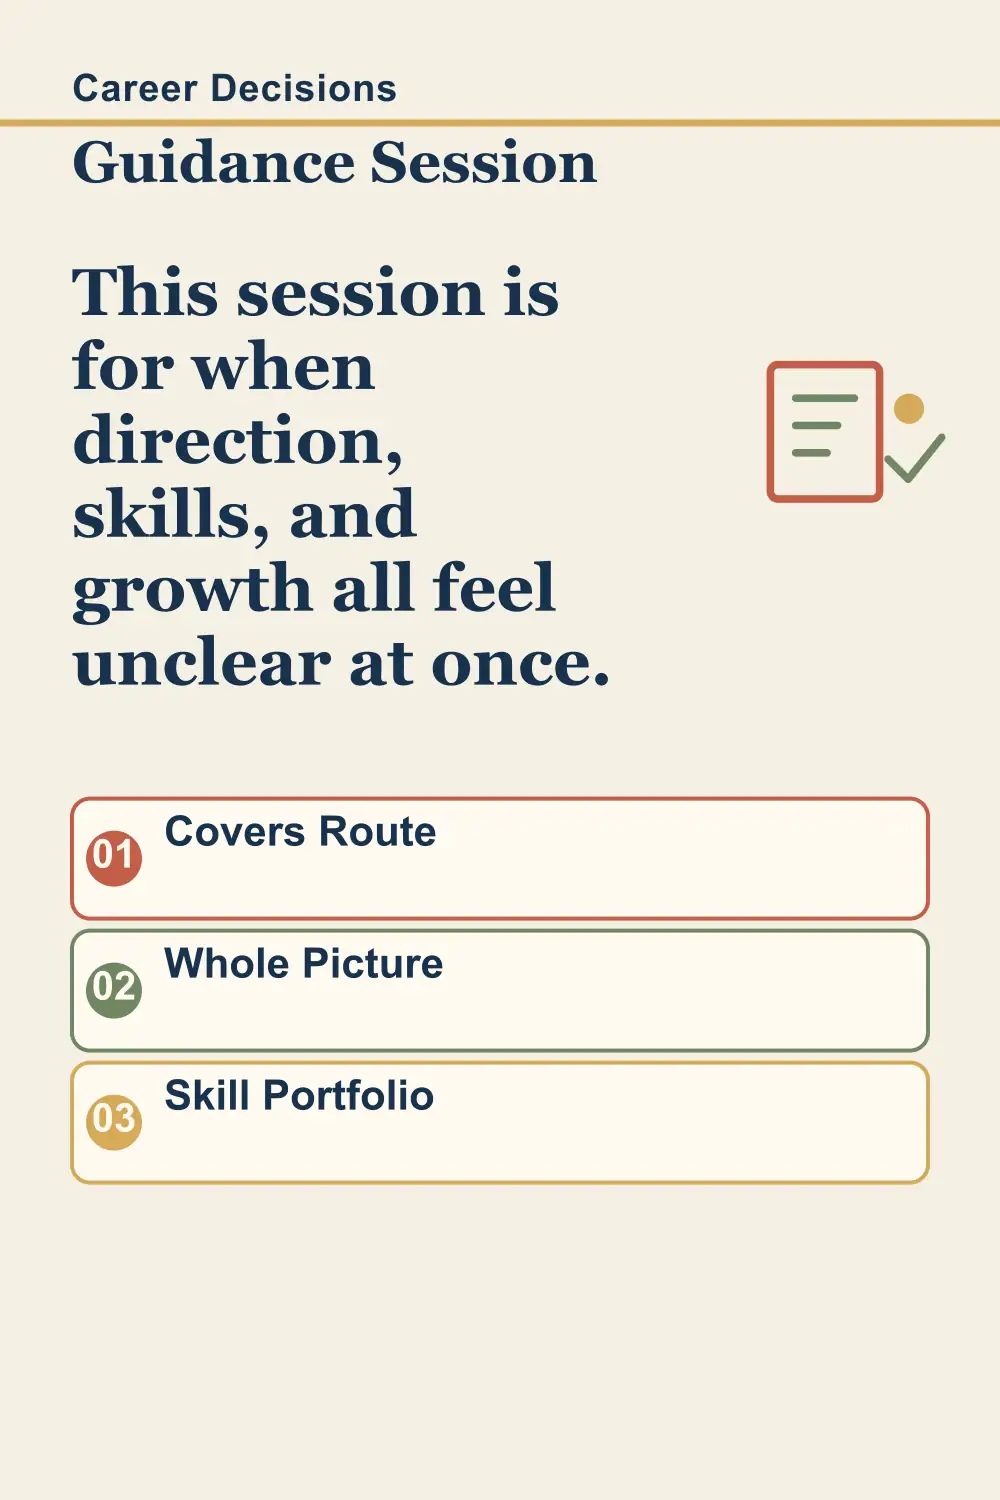 Career Decisions
Guidance Session
This session is
for when
direction,
skills, and
growth all feel
unclear at once.
01
Covers Route
02
Whole Picture
03
Skill Portfolio